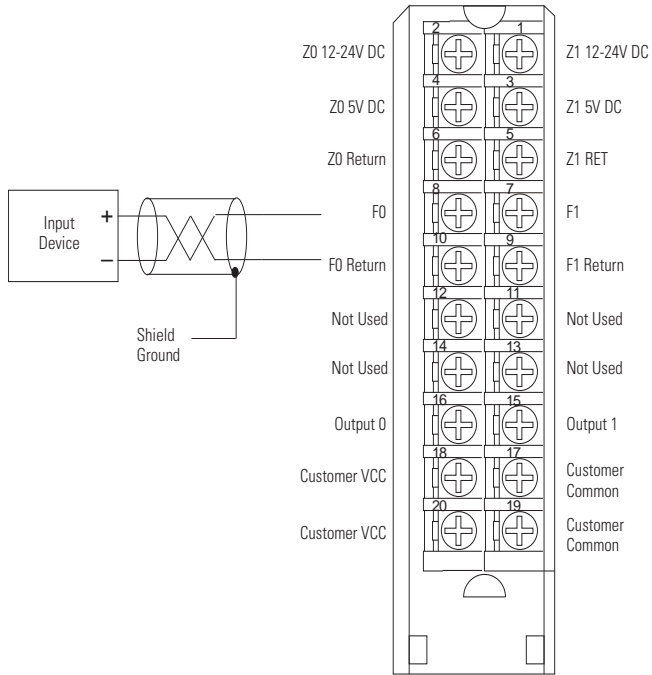 2 1
Z0 12-24V DC Z1 12-24V DC
4 3
Z0 5V DC Z1 5V DC
6 5
Z0 Return Z1 RET
8 7
Input
Device
+
−
F0 F1
10 9
F0 Return F1 Return
12 11
Not Used Not Used
Shield
Ground
14 13
Not Used Not Used
16 15
Output 0 Output 1
18 17
Customer VCC Customer
Common
20 19
Customer VCC Customer
Common